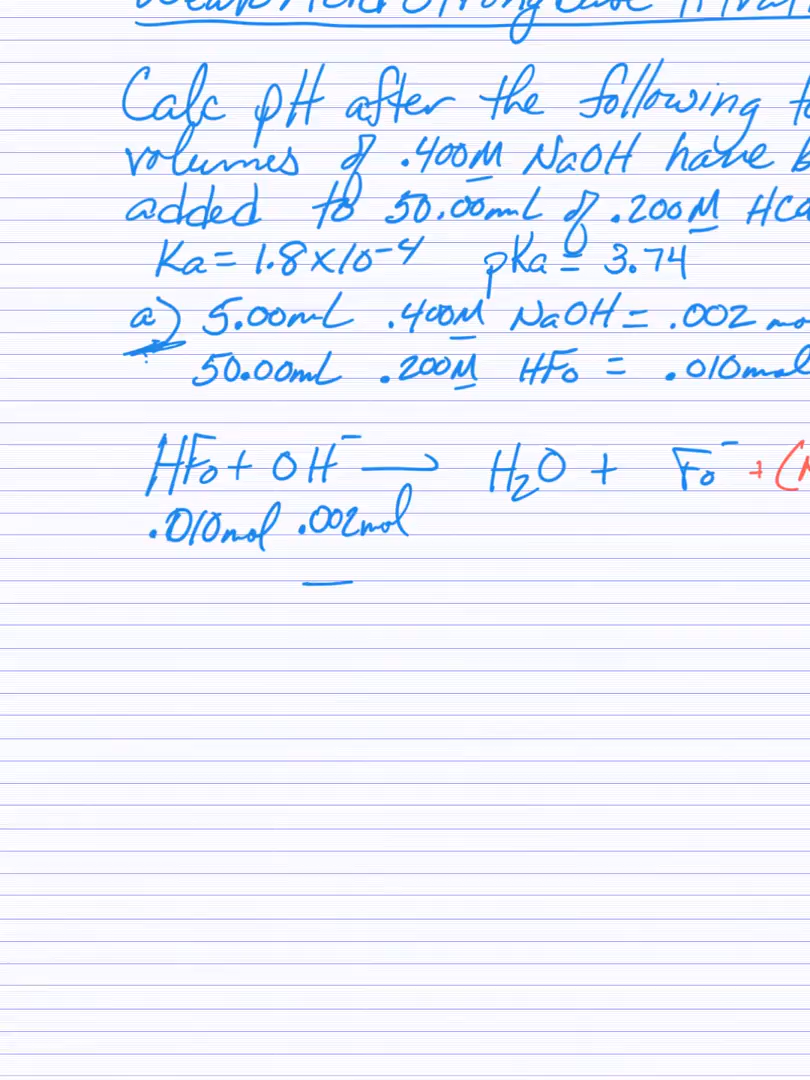 Calc pH after the following
volumes of .400M NaOH have
added to 50.00mL of .200M
Ka = 1.8x10-4 pKa = 3.74
a) 5.00mL .400M NaOH = .002
50.00mL .200M HFo = .010mol
HFo + OH- → H2O + Fo- + (
.010mol .002mol